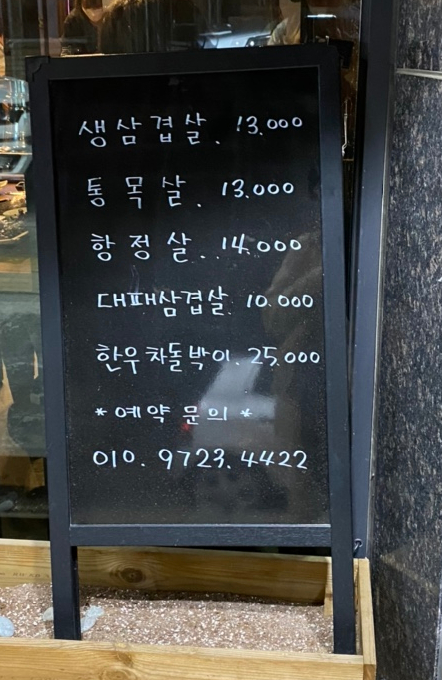 생삼겹살. 13.000
통목살. 13.000
항정살.. 14.000
대패삼겹살. 10.000
한우차돌박이. 25.000
*예약 문의*
010. 9723. 4422